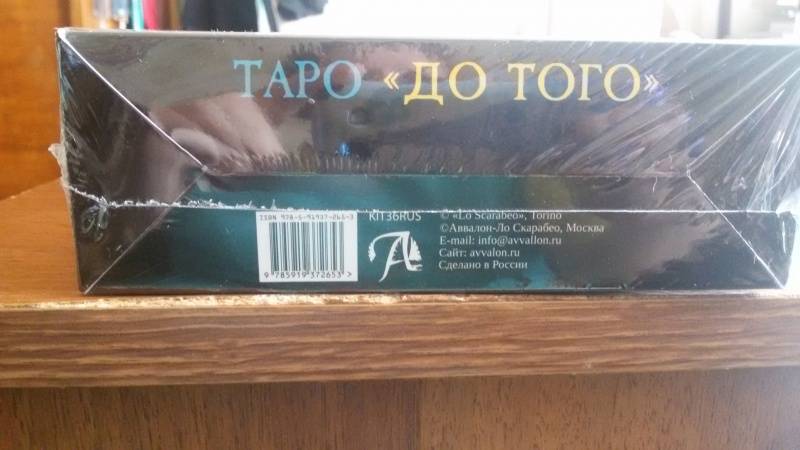 ТАРО «ДО ТОГО»
ISBN 978-5-91937-265-3
9 785919 372653 >
KIT36RUS
A
© «Lo Scarabeo», Torino
©Аввалон-Ло Скарабео, Москва
E-mail: info@avvallon.ru
Сайт: avvalon.ru
Сделано в России